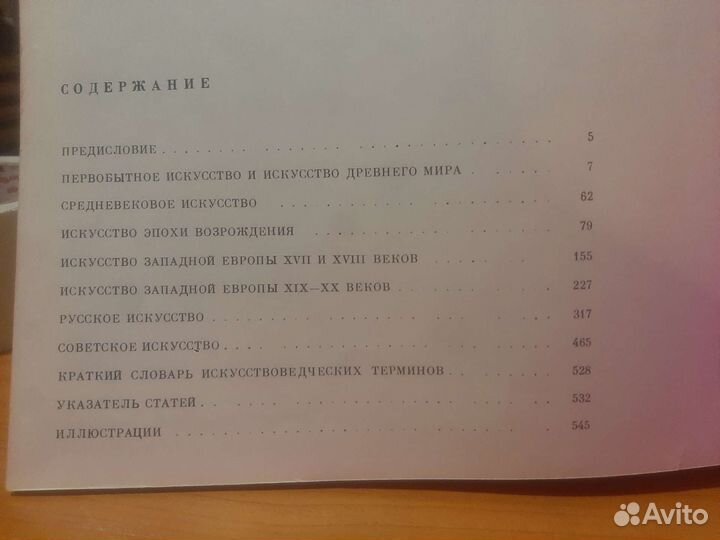 СОДЕРЖАНИЕ
ПРЕДИСЛОВИЕ . . . . . . . . . . . . . . . . . . . . 5
ПЕРВОБЫТНОЕ ИСКУССТВО И ИСКУССТВО ДРЕВНЕГО МИРА . . . . . 7
СРЕДНЕВЕКОВОЕ ИСКУССТВО . . . . . . . . . . . . . . 62
ИСКУССТВО ЭПОХИ ВОЗРОЖДЕНИЯ . . . . . . . . . . . . 79
ИСКУССТВО ЗАПАДНОЙ ЕВРОПЫ XVII И XVIII ВЕКОВ . . . . . . 155
ИСКУССТВО ЗАПАДНОЙ ЕВРОПЫ XIX—XX ВЕКОВ . . . . . . . . 227
РУССКОЕ ИСКУССТВО . . . . . . . . . . . . . . . . . 317
СОВЕТСКОЕ ИСКУССТВО . . . . . . . . . . . . . . . . 465
КРАТКИЙ СЛОВАРЬ ИСКУССТВОВЕДЧЕСКИХ ТЕРМИНОВ . . . . . . 528
УКАЗАТЕЛЬ СТАТЕЙ . . . . . . . . . . . . . . . . . . 532
ИЛЛЮСТРАЦИИ . . . . . . . . . . . . . . . . . . . . 545
Avito